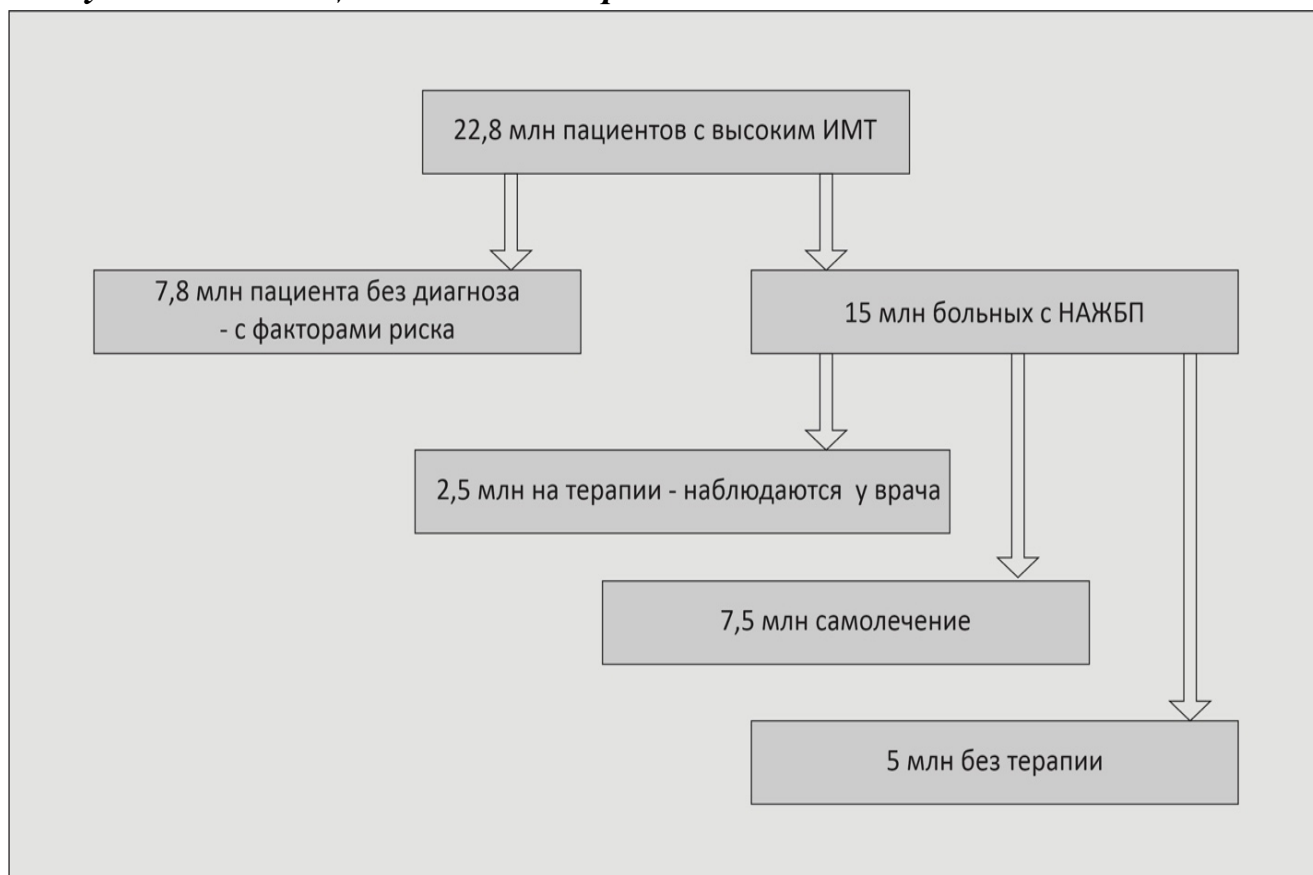 22,8 млн пациентов с высоким ИМТ
7,8 млн пациента без диагноза
- с факторами риска
15 млн больных с НАЖБП
2,5 млн на терапии - наблюдаются у врача
7,5 млн самолечение
5 млн без терапии